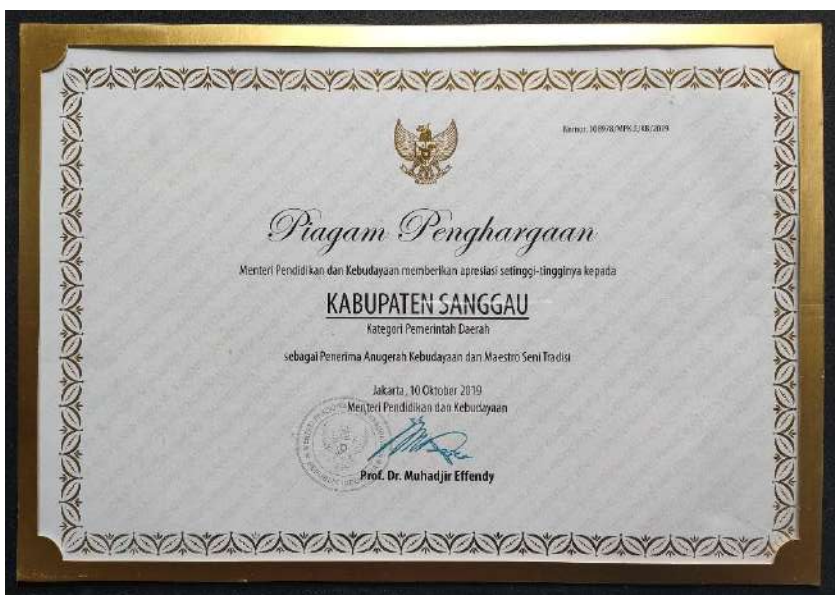 Piagam Penghargaan
Menteri Pendidikan dan Kebudayaan memberikan apresiasi setinggi-tingginya kepada
KABUPATEN SANGGAU
Kategori Pemerintah Daerah
sebagai Penerima Anugerah Kebudayaan dan Maestro Seni Tradisi
Jakarta, 10 Oktober 2019
Menteri Pendidikan dan Kebudayaan
Prof. Dr. Muhadjir Effendy